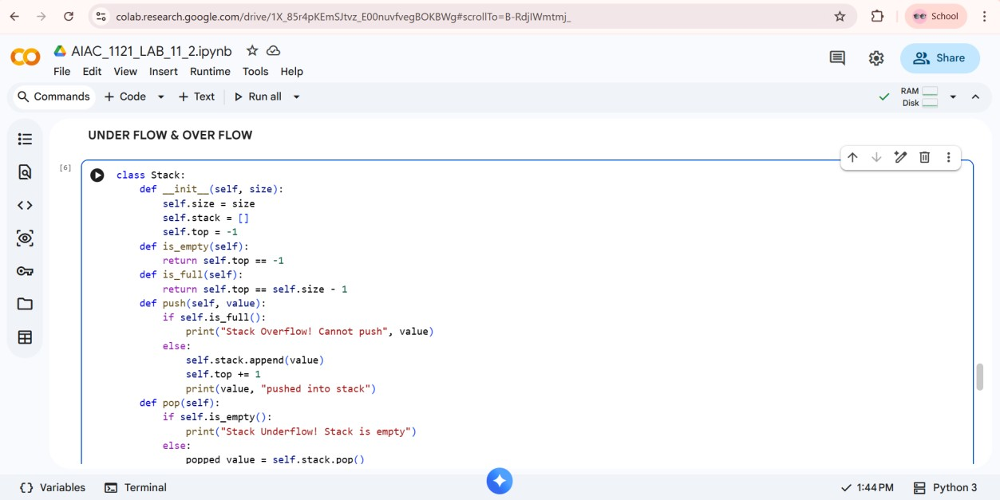 colab.research.google.com/drive/1X_85r4pKEmSJtvz_E00nuvfvegBOKBWg#scrollTo=B-RdjIWmtmj_
School
AIAC_1121_LAB_11_2.ipynb
File Edit View Insert Runtime Tools Help
Share
Commands + Code + Text Run all
RAM
Disk
UNDER FLOW & OVER FLOW
[6]
class Stack:
    def __init__(self, size):
        self.size = size
        self.stack = []
        self.top = -1
    def is_empty(self):
        return self.top == -1
    def is_full(self):
        return self.top == self.size - 1
    def push(self, value):
        if self.is_full():
            print("Stack Overflow! Cannot push", value)
        else:
            self.stack.append(value)
            self.top += 1
            print(value, "pushed into stack")
    def pop(self):
        if self.is_empty():
            print("Stack Underflow! Stack is empty")
        else:
            popped_value = self.stack.pop()
{} Variables Terminal
1:44 PM Python 3